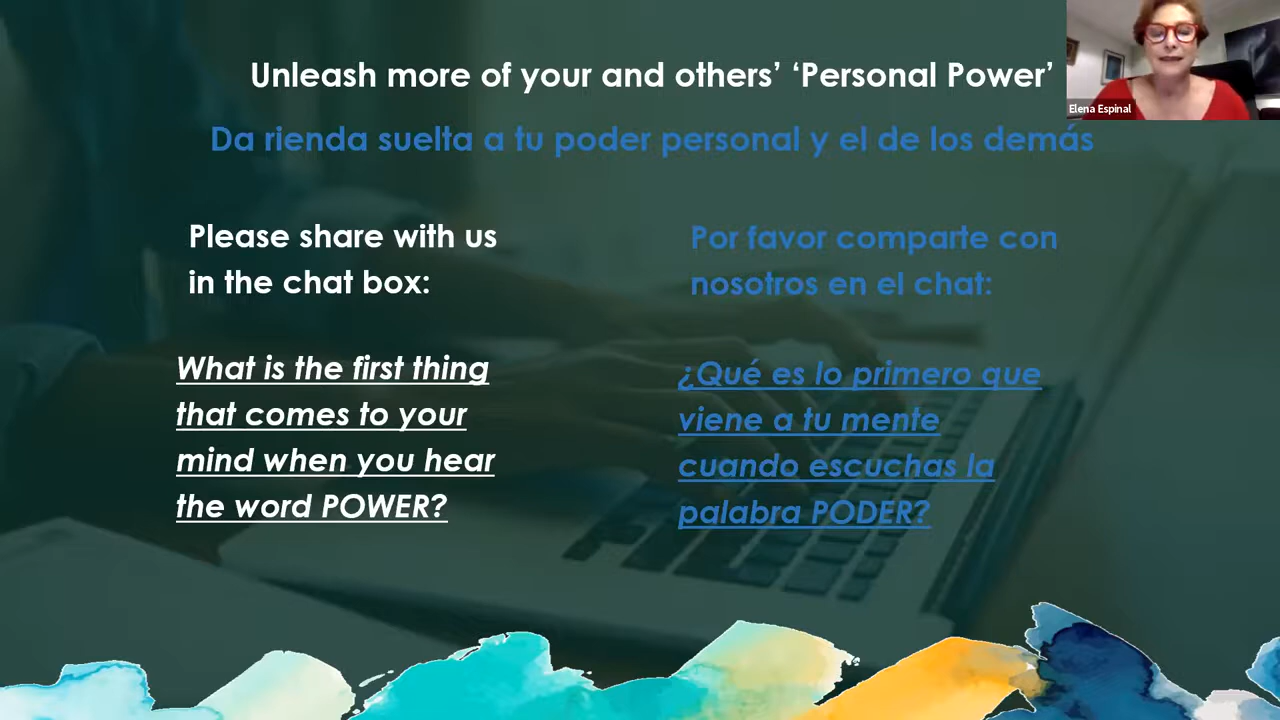 Unleash more of your and others’ ‘Personal Power’
Elena Espinal
Da rienda suelta a tu poder personal y el de los demás
Please share with us
in the chat box:
What is the first thing
that comes to your
mind when you hear
the word POWER?
Por favor comparte con
nosotros en el chat:
¿Qué es lo primero que
viene a tu mente
cuando escuchas la
palabra PODER?